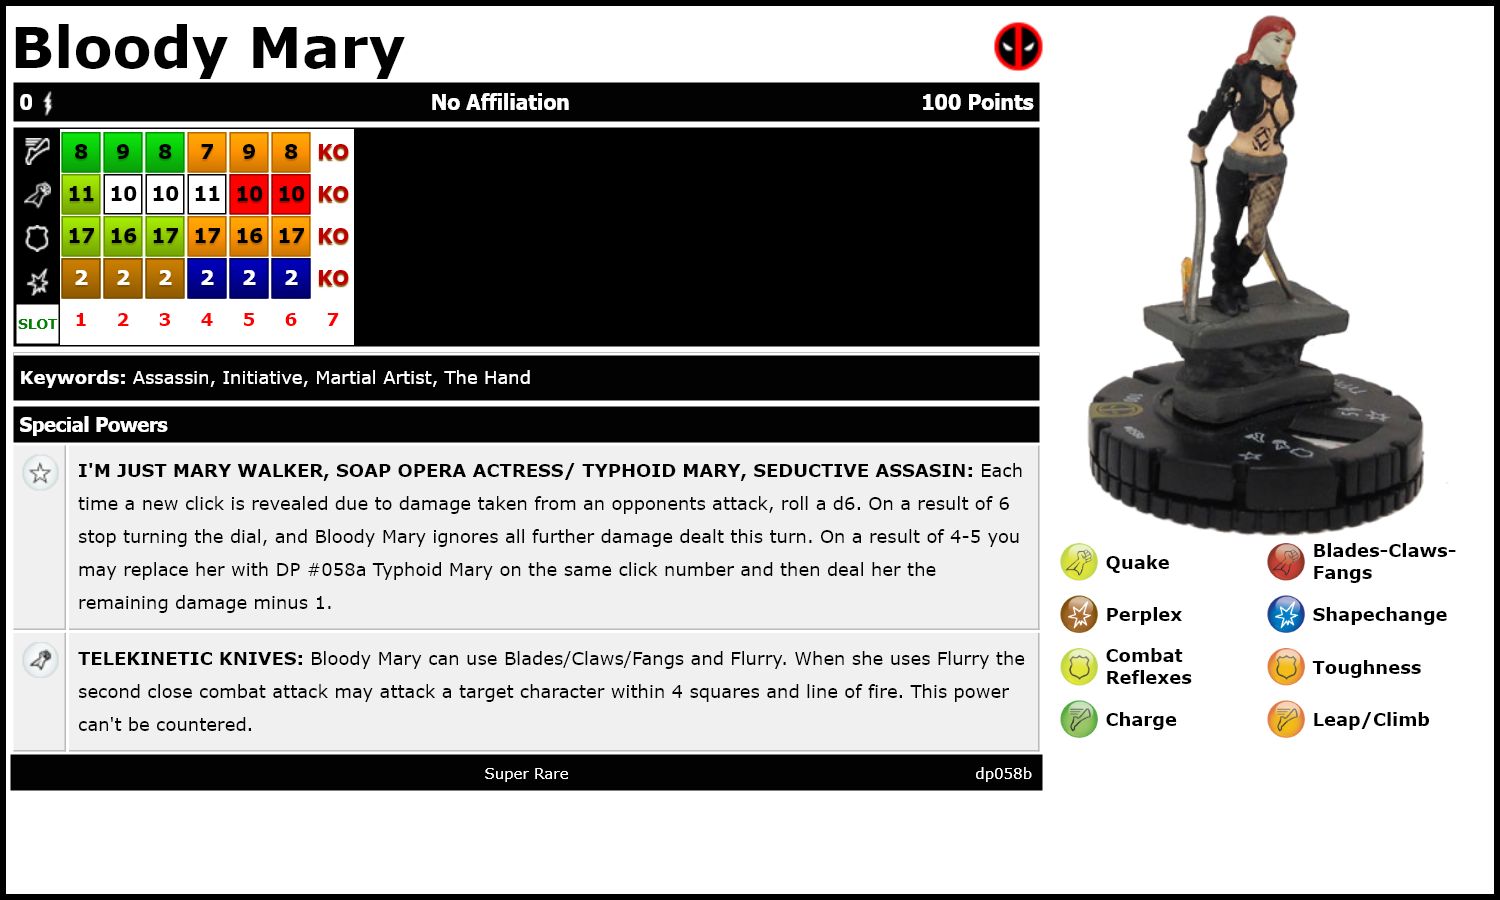 Bloody Mary
0 No Affiliation 100 Points
8 9 8 7 9 8 KO
11 10 10 11 10 10 KO
17 16 17 17 16 17 KO
2 2 2 2 2 2 KO
SLOT 1 2 3 4 5 6 7
Keywords: Assassin, Initiative, Martial Artist, The Hand
Special Powers
I'M JUST MARY WALKER, SOAP OPERA ACTRESS/ TYPHOID MARY, SEDUCTIVE ASSASIN: Each
time a new click is revealed due to damage taken from an opponents attack, roll a d6. On a result of 6
stop turning the dial, and Bloody Mary ignores all further damage dealt this turn. On a result of 4-5 you
may replace her with DP #058a Typhoid Mary on the same click number and then deal her the
remaining damage minus 1.
TELEKINETIC KNIVES: Bloody Mary can use Blades/Claws/Fangs and Flurry. When she uses Flurry the
second close combat attack may attack a target character within 4 squares and line of fire. This power
can't be countered.
Super Rare dp058b
Quake
Blades-Claws-
Fangs
Perplex
Shapechange
Combat
Reflexes
Toughness
Charge
Leap/Climb